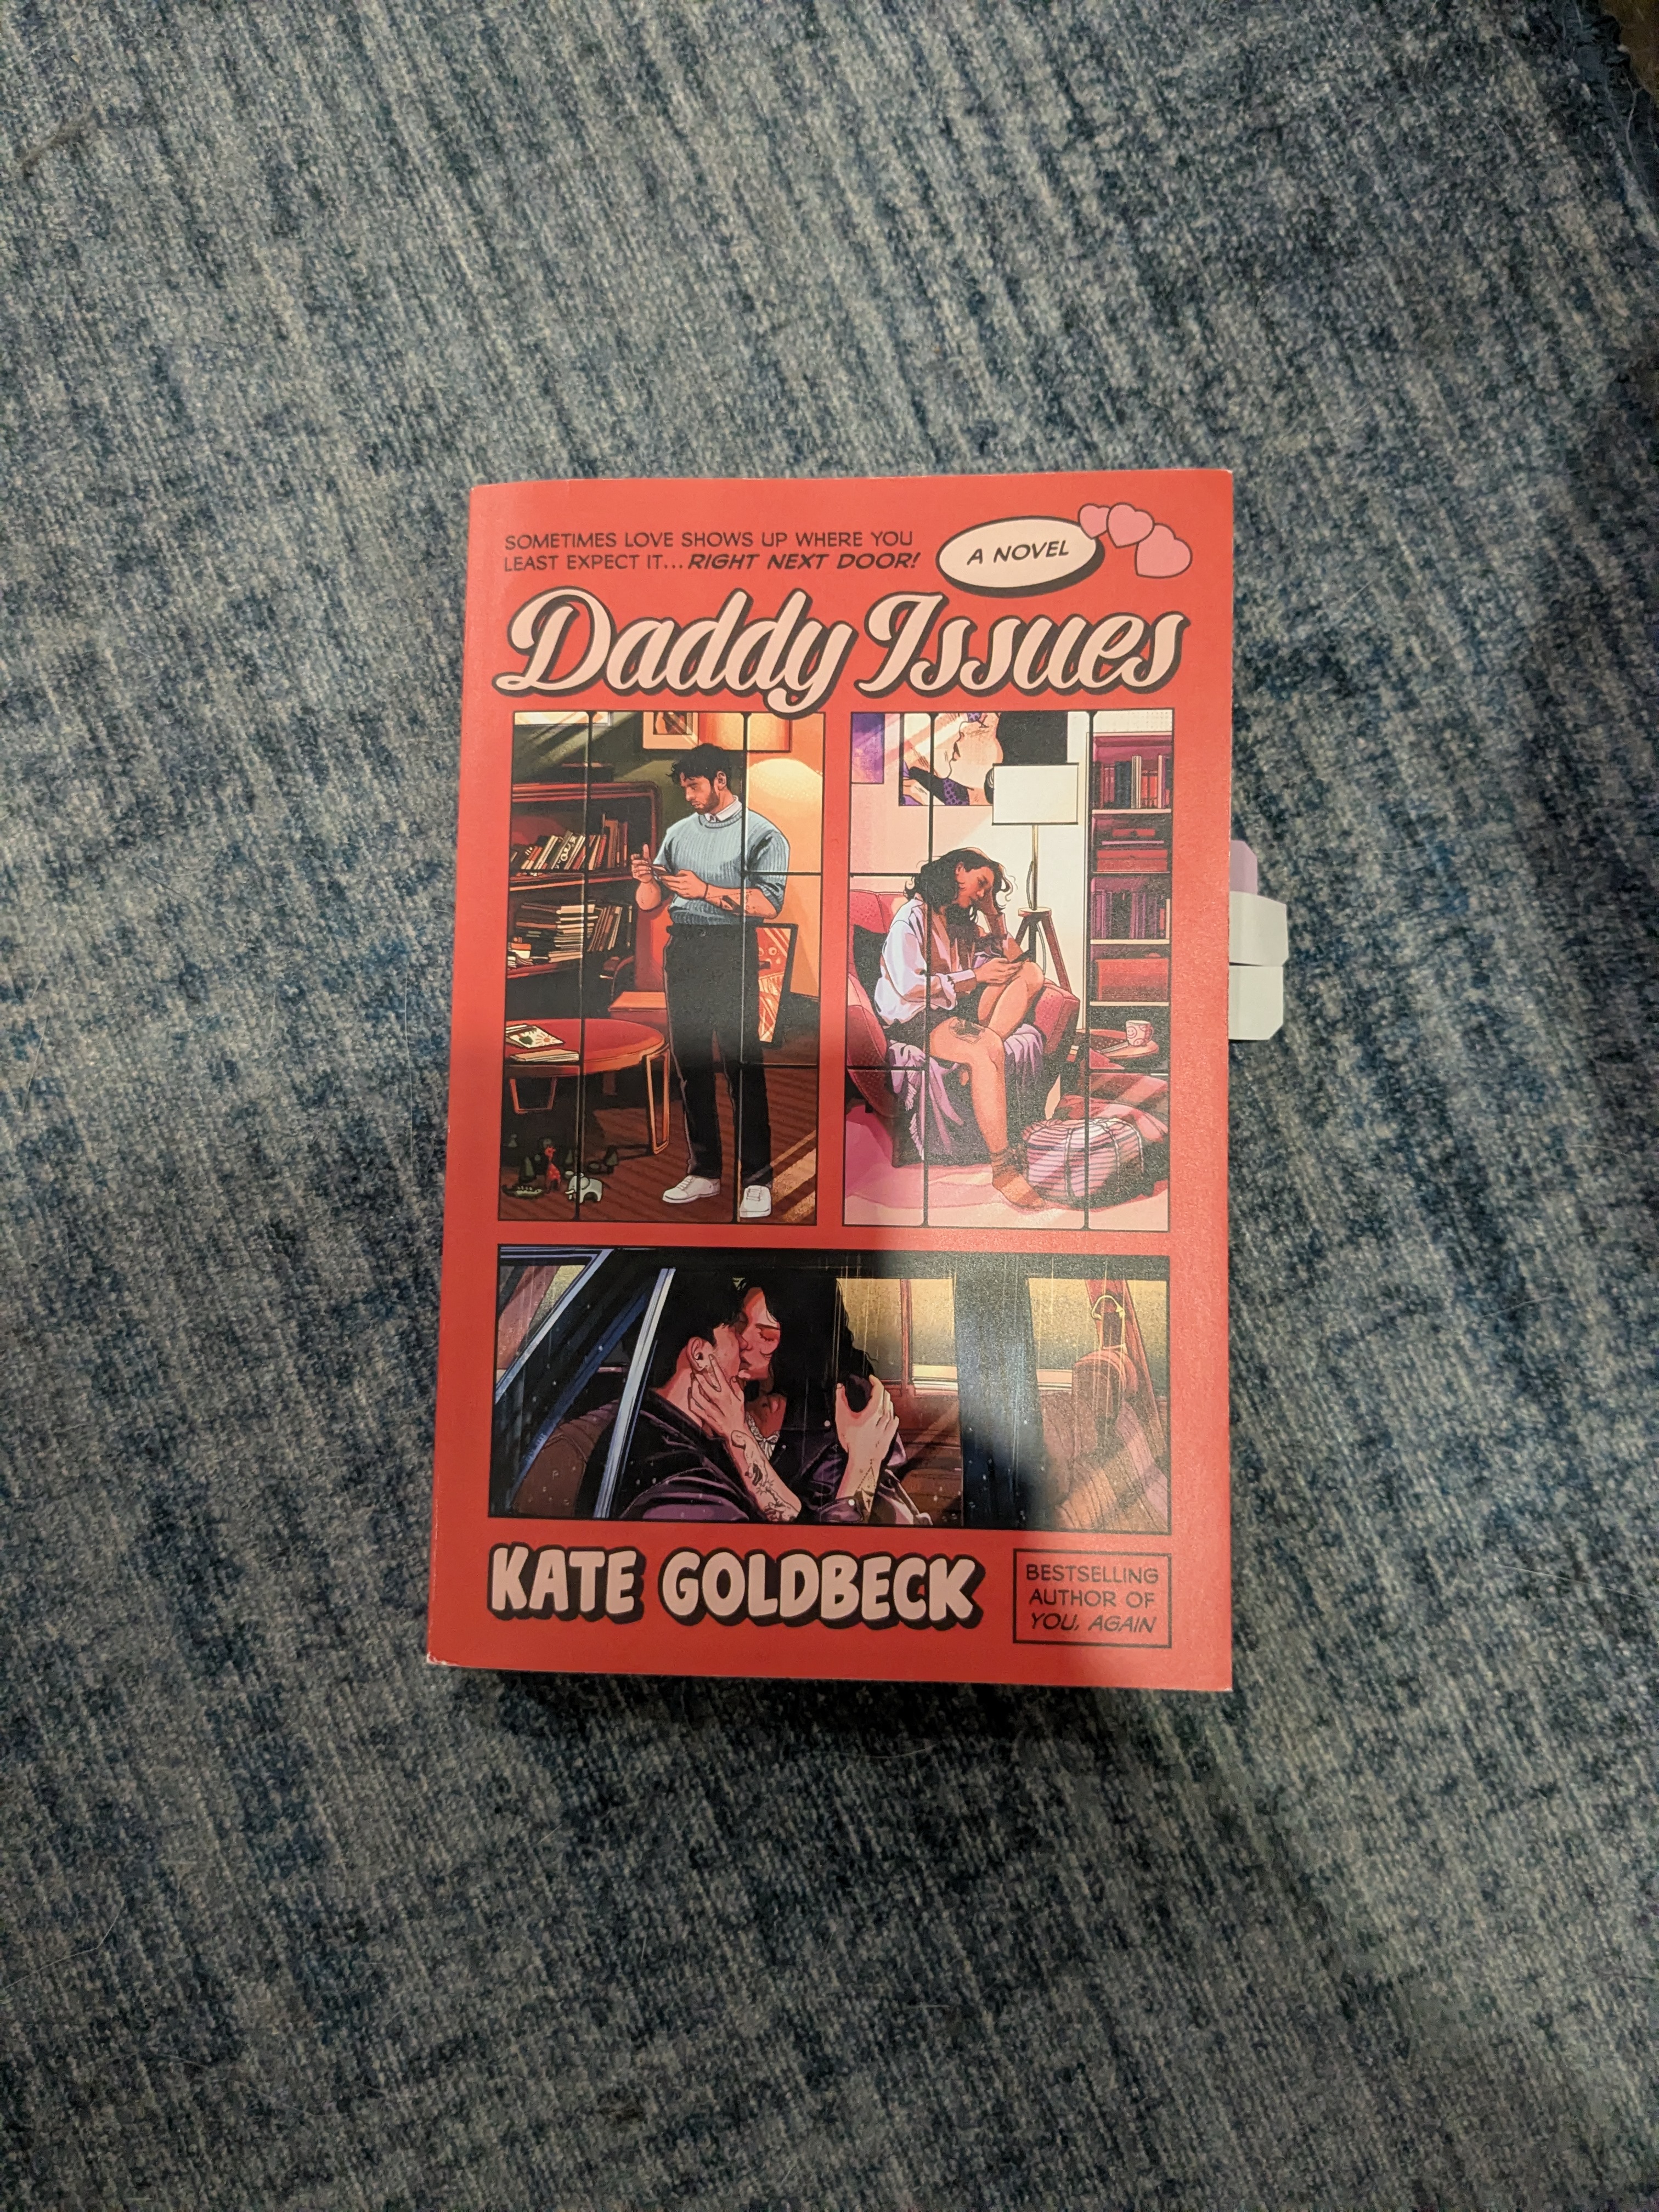 SOMETIMES LOVE SHOWS UP WHERE YOU
LEAST EXPECT IT... RIGHT NEXT DOOR!
A NOVEL
Daddy Issues
KATE GOLDBECK
BESTSELLING
AUTHOR OF
YOU, AGAIN